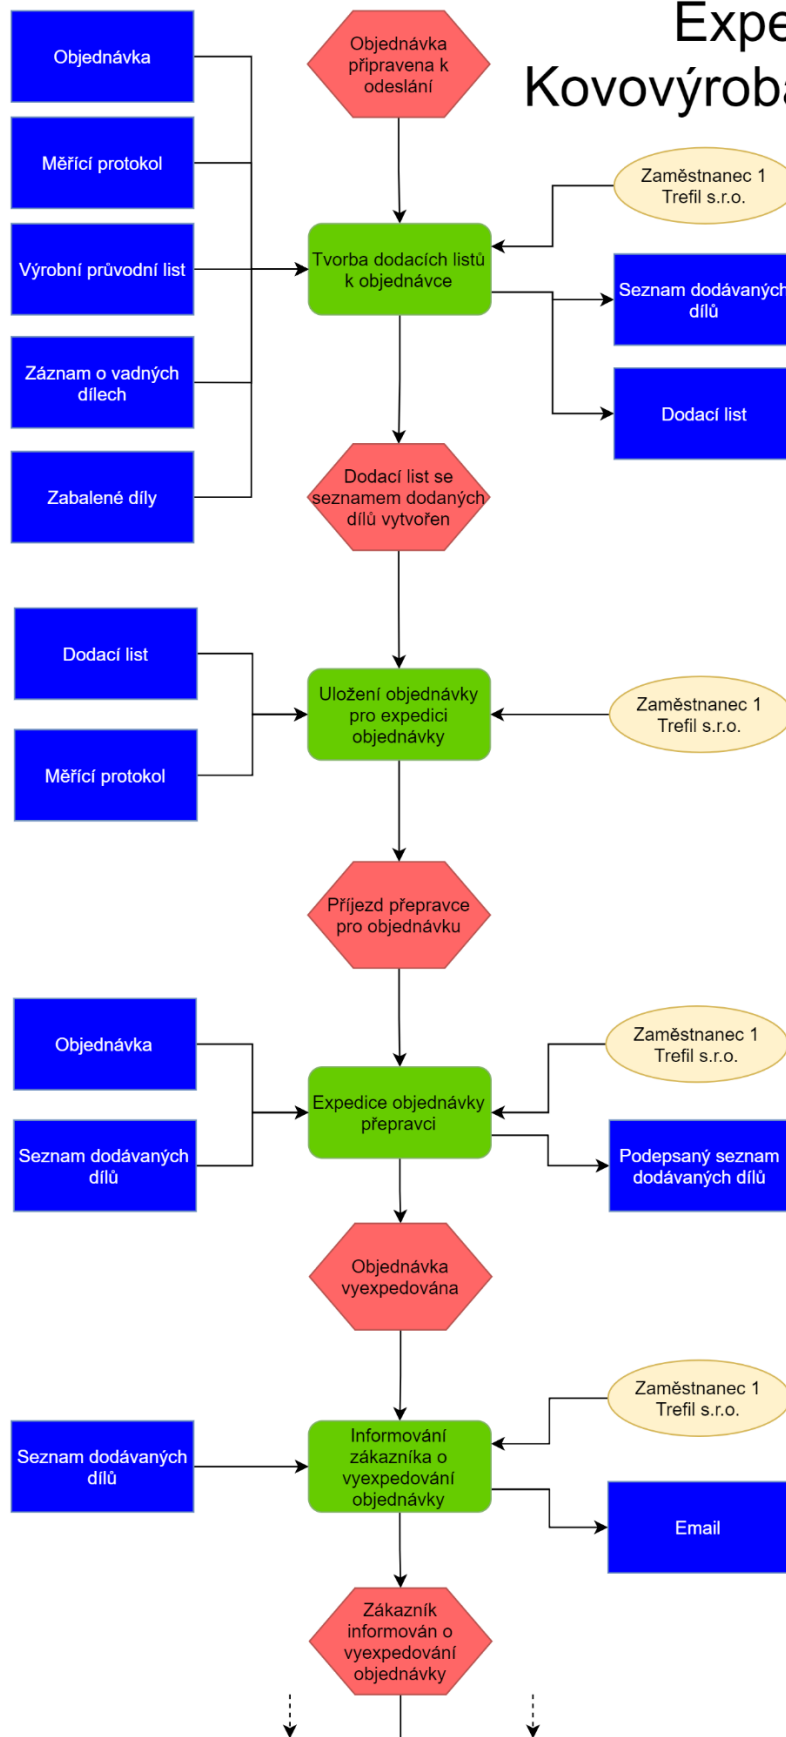 Expe
Kovovýroba
Objednávka
Objednávka
připravena k
odeslání
Měřící protokol
Zaměstnanec 1
Trefil s.r.o.
Výrobní průvodní list
Tvorba dodacích listů
k objednávce
Seznam dodávaných
dílů
Záznam o vadných
dílech
Dodací list
Zabalené díly
Dodací list se
seznamem dodaných
dílů vytvořen
Dodací list
Uložení objednávky
pro expedici
objednávky
Zaměstnanec 1
Trefil s.r.o.
Měřící protokol
Příjezd přepravce
pro objednávku
Objednávka
Zaměstnanec 1
Trefil s.r.o.
Expedice objednávky
přepravci
Seznam dodávaných
dílů
Podepsaný seznam
dodávaných dílů
Objednávka
vyexpedována
Zaměstnanec 1
Trefil s.r.o.
Seznam dodávaných
dílů
Informování
zákazníka o
vyexpedování
objednávky
Email
Zákazník
informován o
vyexpedování
objednávky